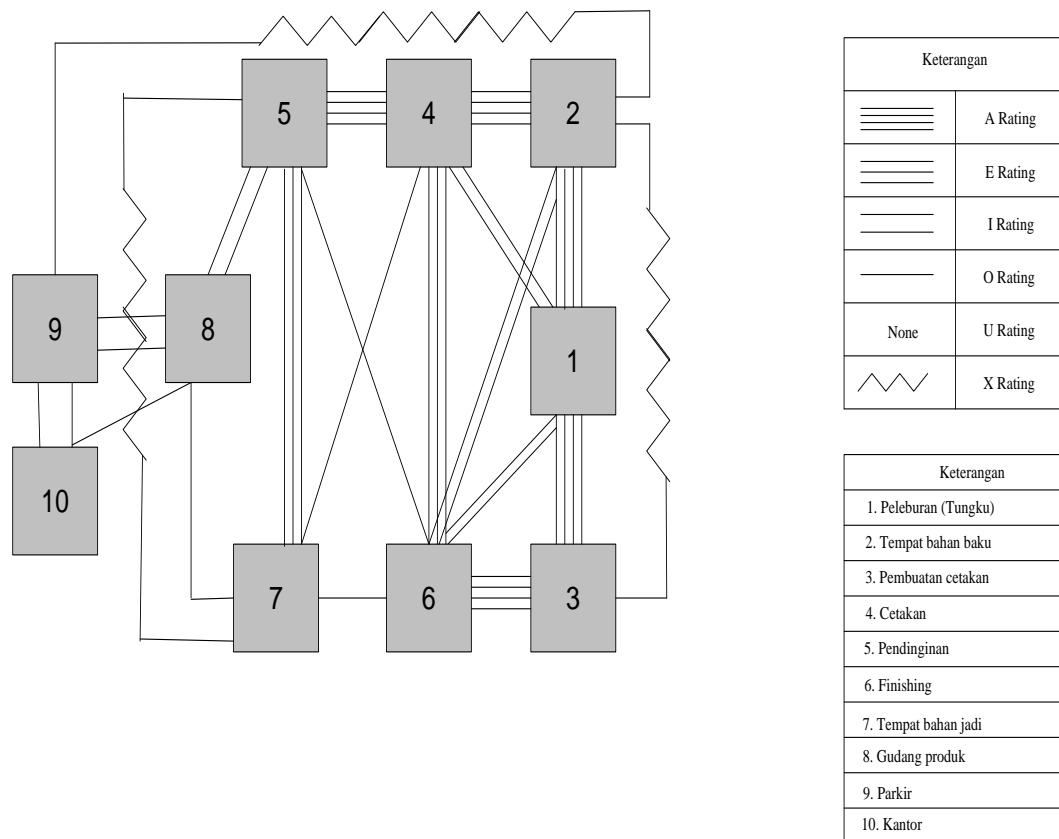 5
4
2
9
8
1
10
7
6
3
Keterangan
A Rating
E Rating
I Rating
O Rating
None U Rating
X Rating
Keterangan
1. Peleburan (Tungku)
2. Tempat bahan baku
3. Pembuatan cetakan
4. Cetakan
5. Pendinginan
6. Finishing
7. Tempat bahan jadi
8. Gudang produk
9. Parkir
10. Kantor